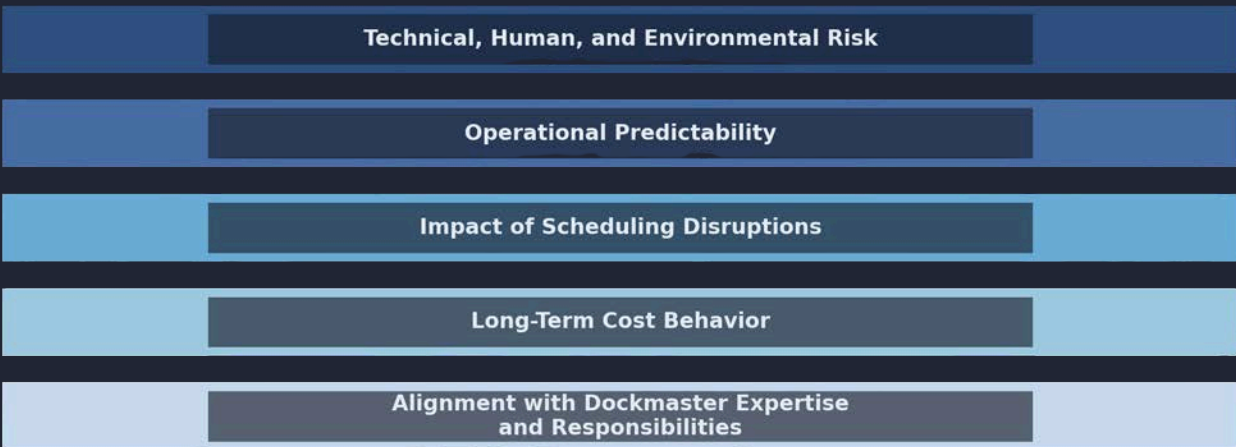 Technical, Human, and Environmental Risk
Operational Predictability
Impact of Scheduling Disruptions
Long-Term Cost Behavior
Alignment with Dockmaster Expertise
and Responsibilities